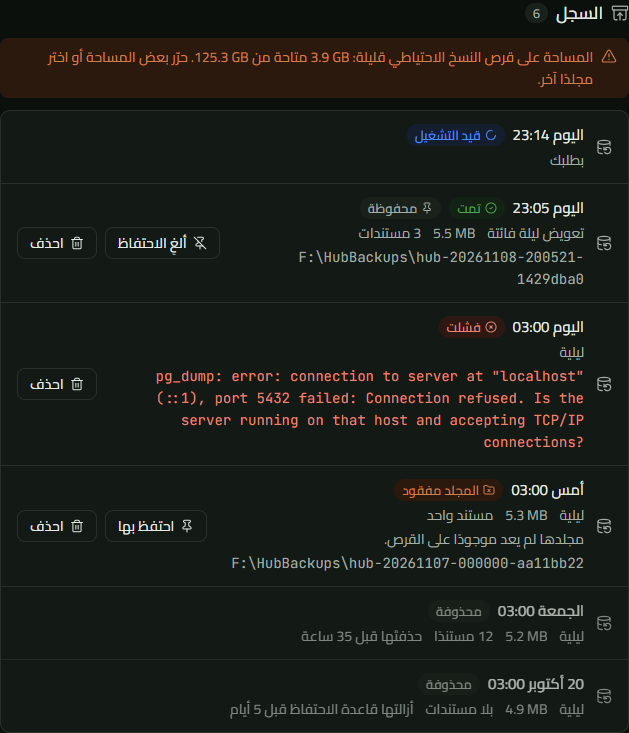 السجل 6
المساحة على قرص النسخ الاحتياطي قليلة: 3.9 GB متاحة من 125.3 GB. حرّر بعض المساحة أو اختر
مجلدًا آخر.
اليوم 23:14 قيد التشغيل
بطلبك
اليوم 23:05 تمت محفوظة
تعويض ليلة فائتة 5.5 MB 3 مستندات
F:\HubBackups\hub-20261108-200521-
1429dba0
ألغِ الاحتفاظ احذف
اليوم 03:00 فشلت
ليلية
pg_dump: error: connection to server at "localhost"
(::1), port 5432 failed: Connection refused. Is the
server running on that host and accepting TCP/IP
connections?
احذف
أمس 03:00 المجلد مفقود
ليلية 5.3 MB مستند واحد
مجلدها لم يعد موجودًا على القرص.
F:\HubBackups\hub-20261107-000000-aa11bb22
احتفظ بها احذف
الجمعة 03:00 محذوفة
ليلية 5.2 MB 12 مستندًا حذفتها قبل 35 ساعة
20 أكتوبر 03:00 محذوفة
ليلية 4.9 MB بلا مستندات أزالتها قاعدة الاحتفاظ قبل 5 أيام